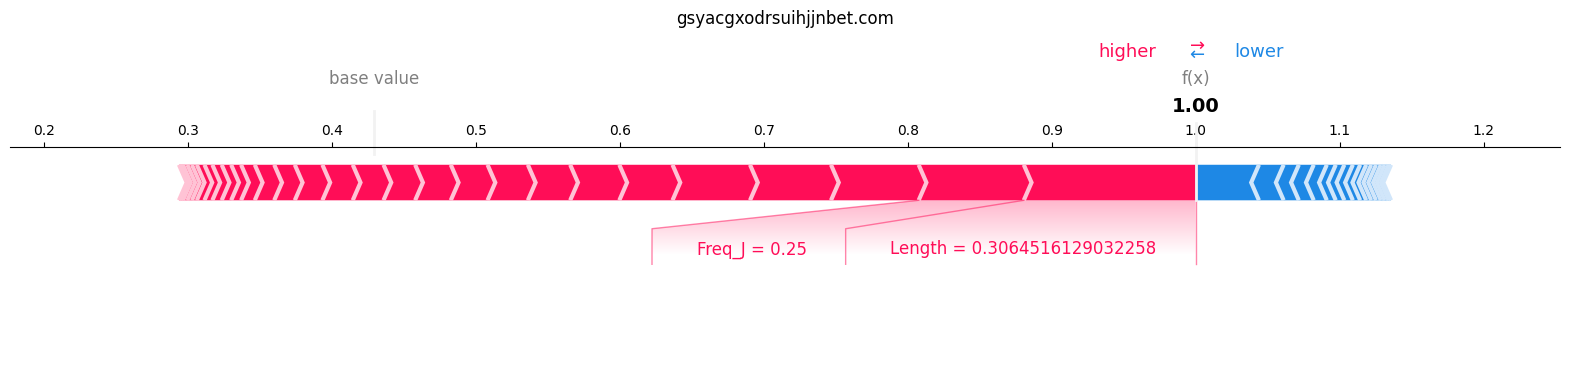 gsyacgxodrsuihjjnbet.com
higher ⇄ lower
base value f(x)
1.00
0.2 0.3 0.4 0.5 0.6 0.7 0.8 0.9 1.0 1.1 1.2
Freq_J = 0.25 Length = 0.3064516129032258